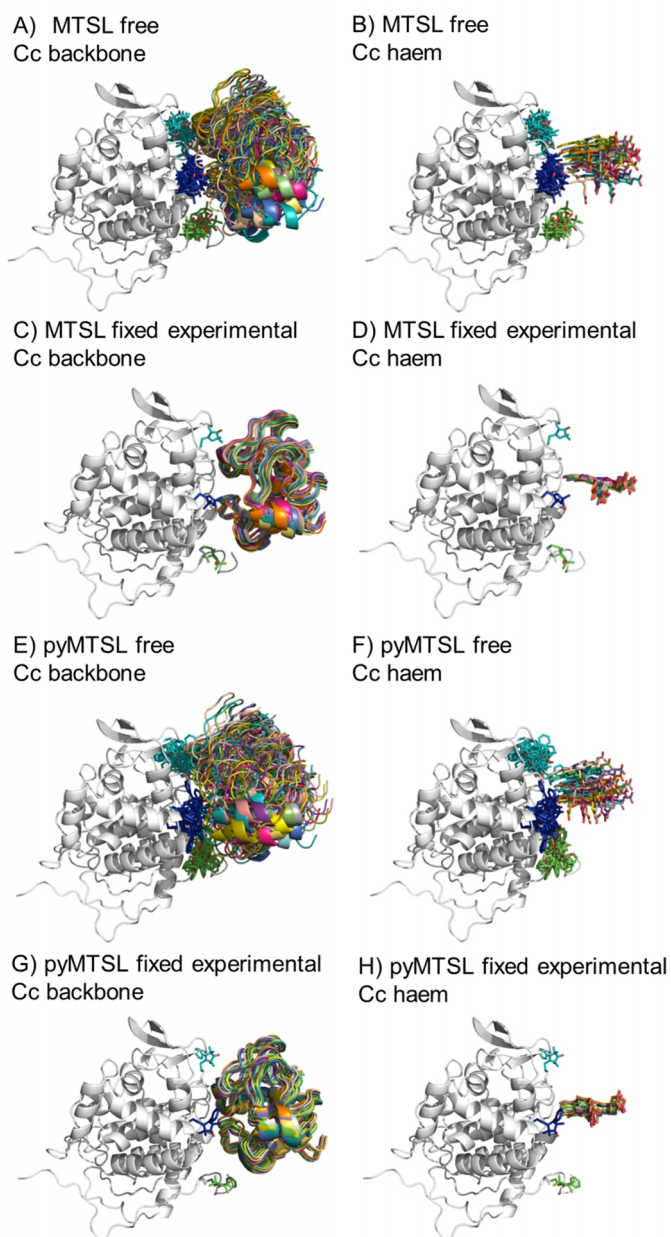 A) MTSL free
Cc backbone
B) MTSL free
Cc haem
C) MTSL fixed experimental
Cc backbone
D) MTSL fixed experimental
Cc haem
E) pyMTSL free
Cc backbone
F) pyMTSL free
Cc haem
G) pyMTSL fixed experimental
Cc backbone
H) pyMTSL fixed experimental
Cc haem